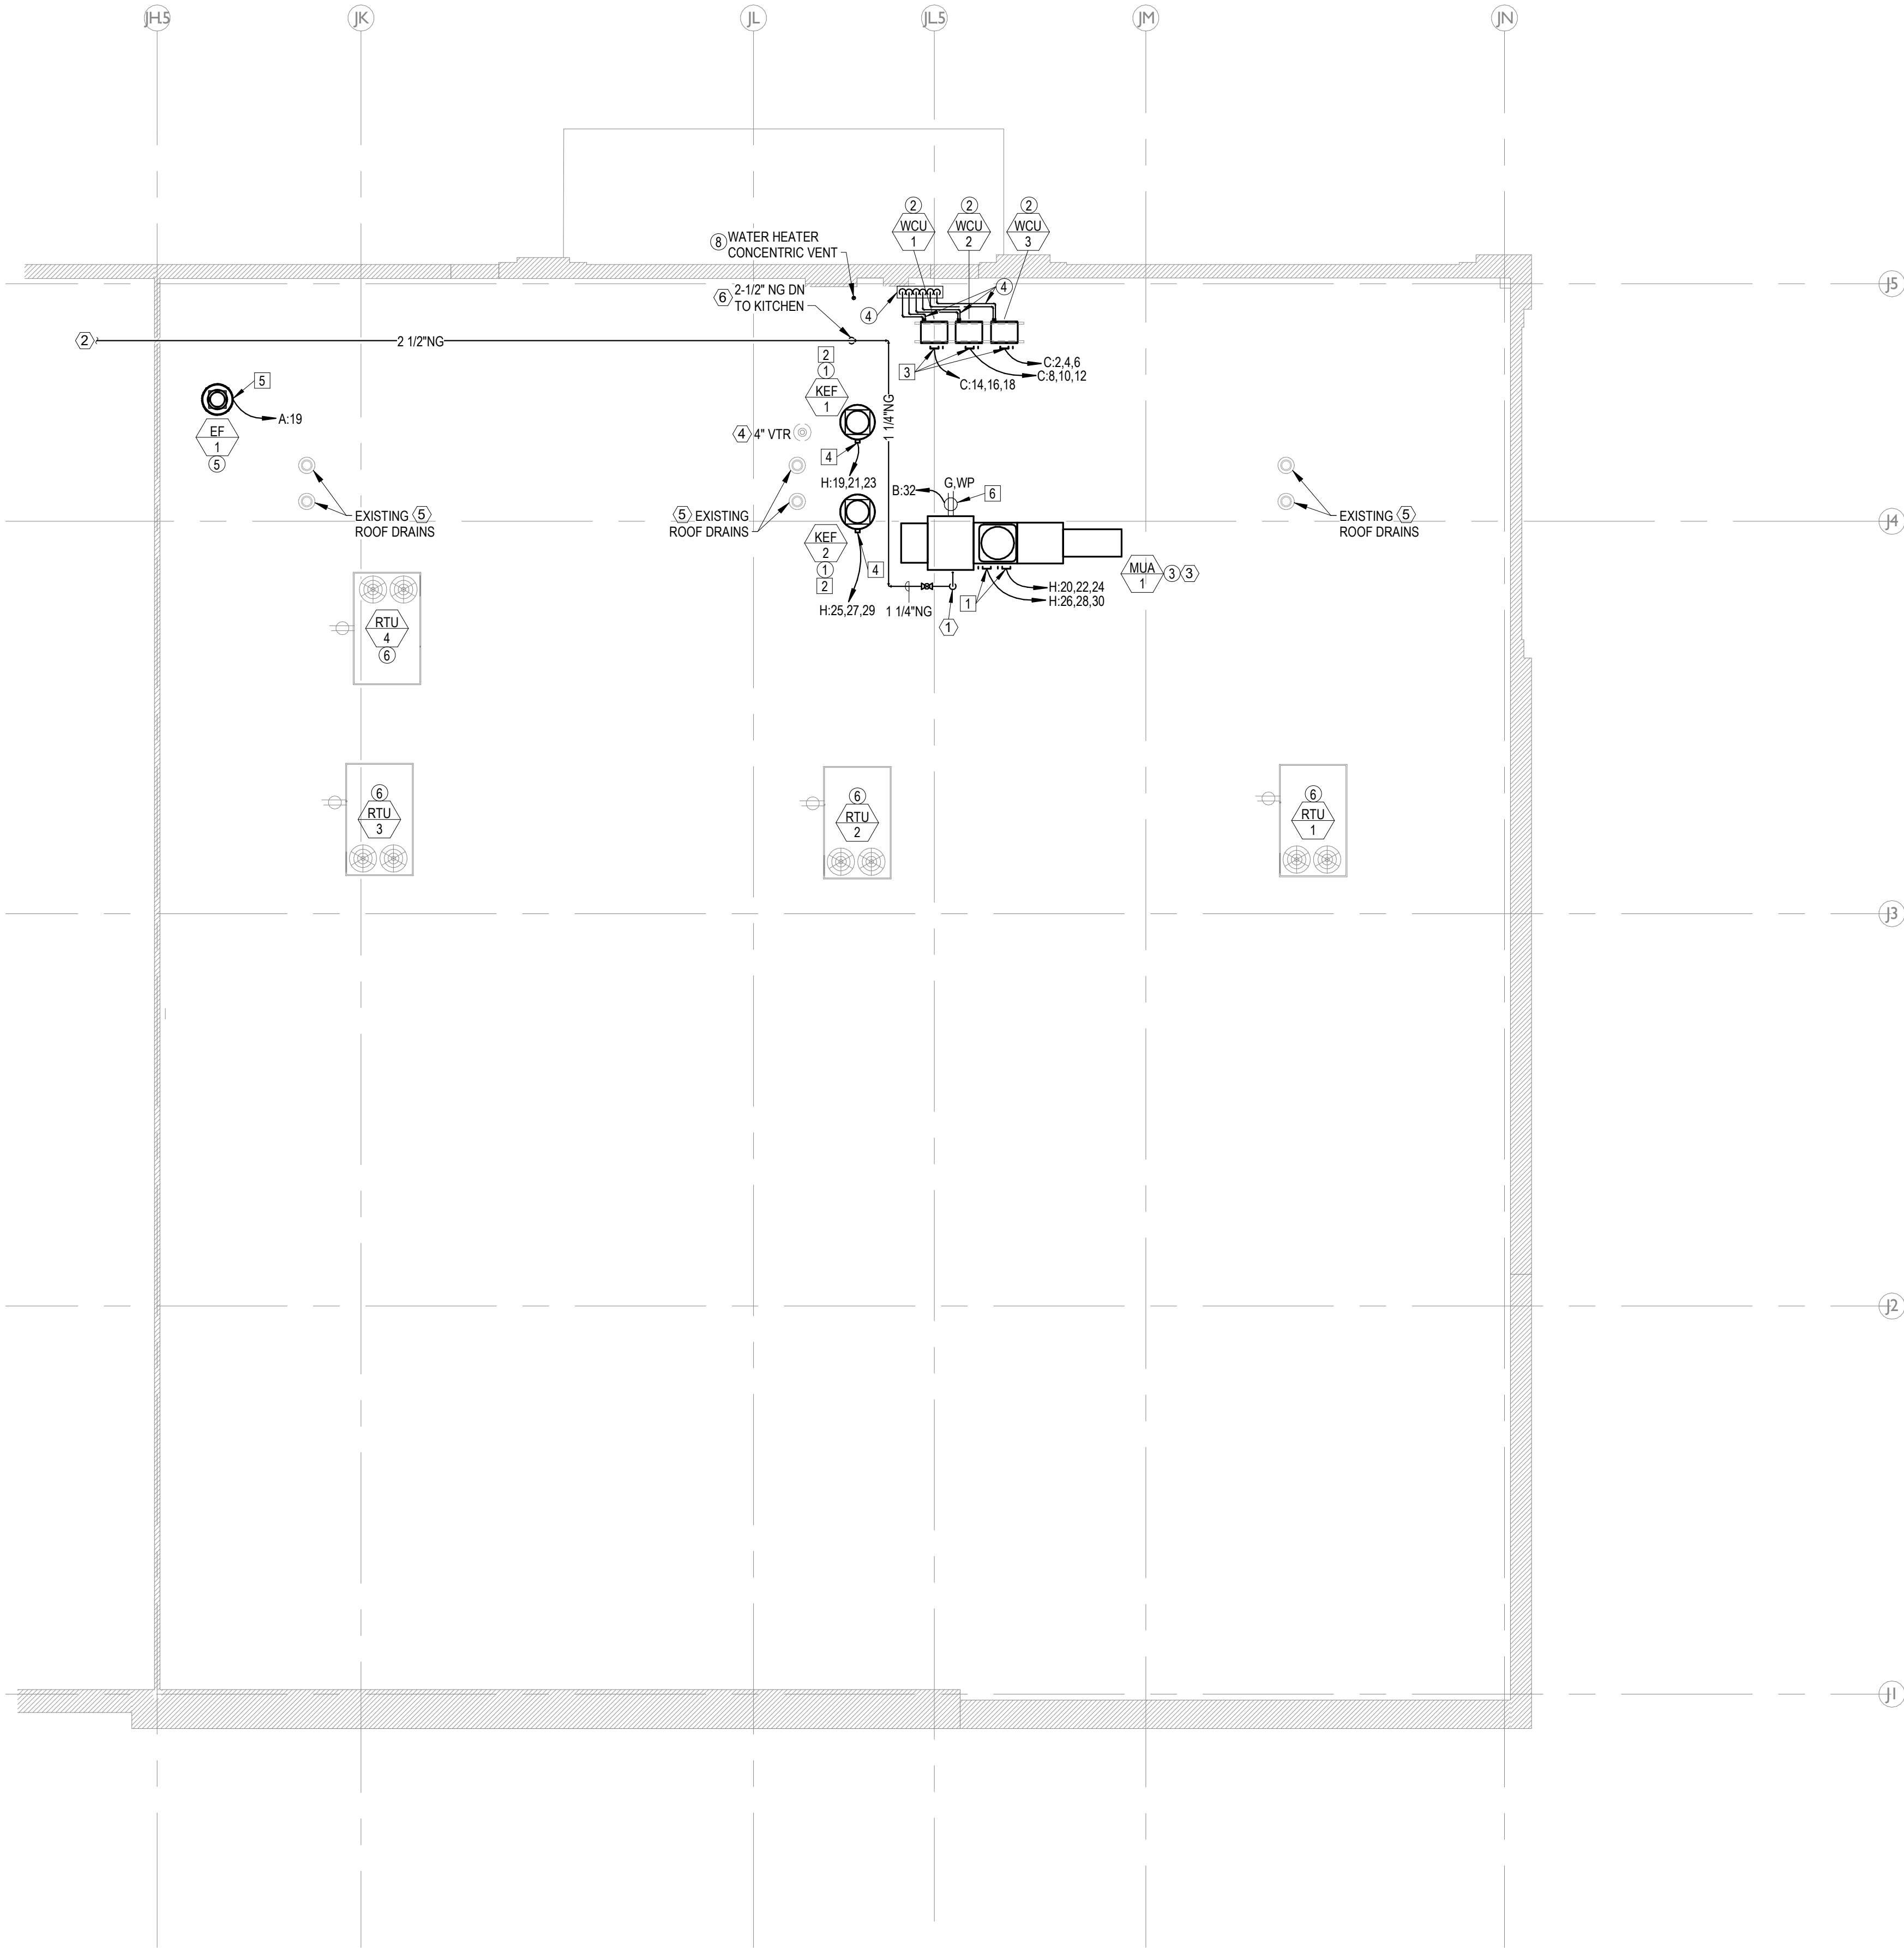 JH.5
JK
JL
JL.5
JM
JN
2
WCU
1
2
WCU
2
2
WCU
3
8
WATER HEATER
CONCENTRIC VENT
6
2-1/2" NG DN
TO KITCHEN
4
4
J5
2
2 1/2"NG
3
C:2,4,6
C:8,10,12
C:14,16,18
2
1
KEF
1
1 1/4"NG
5
A:19
EF
1
5
4
4" VTR
4
H:19,21,23
B:32
G,WP
6
EXISTING
5
ROOF DRAINS
5
EXISTING
ROOF DRAINS
EXISTING
5
ROOF DRAINS
J4
KEF
2
1
2
4
H:25,27,29
1 1/4"NG
1
1
H:20,22,24
H:26,28,30
MUA
1
3
3
RTU
4
6
6
RTU
3
6
RTU
2
6
RTU
1
J3
J2
J1